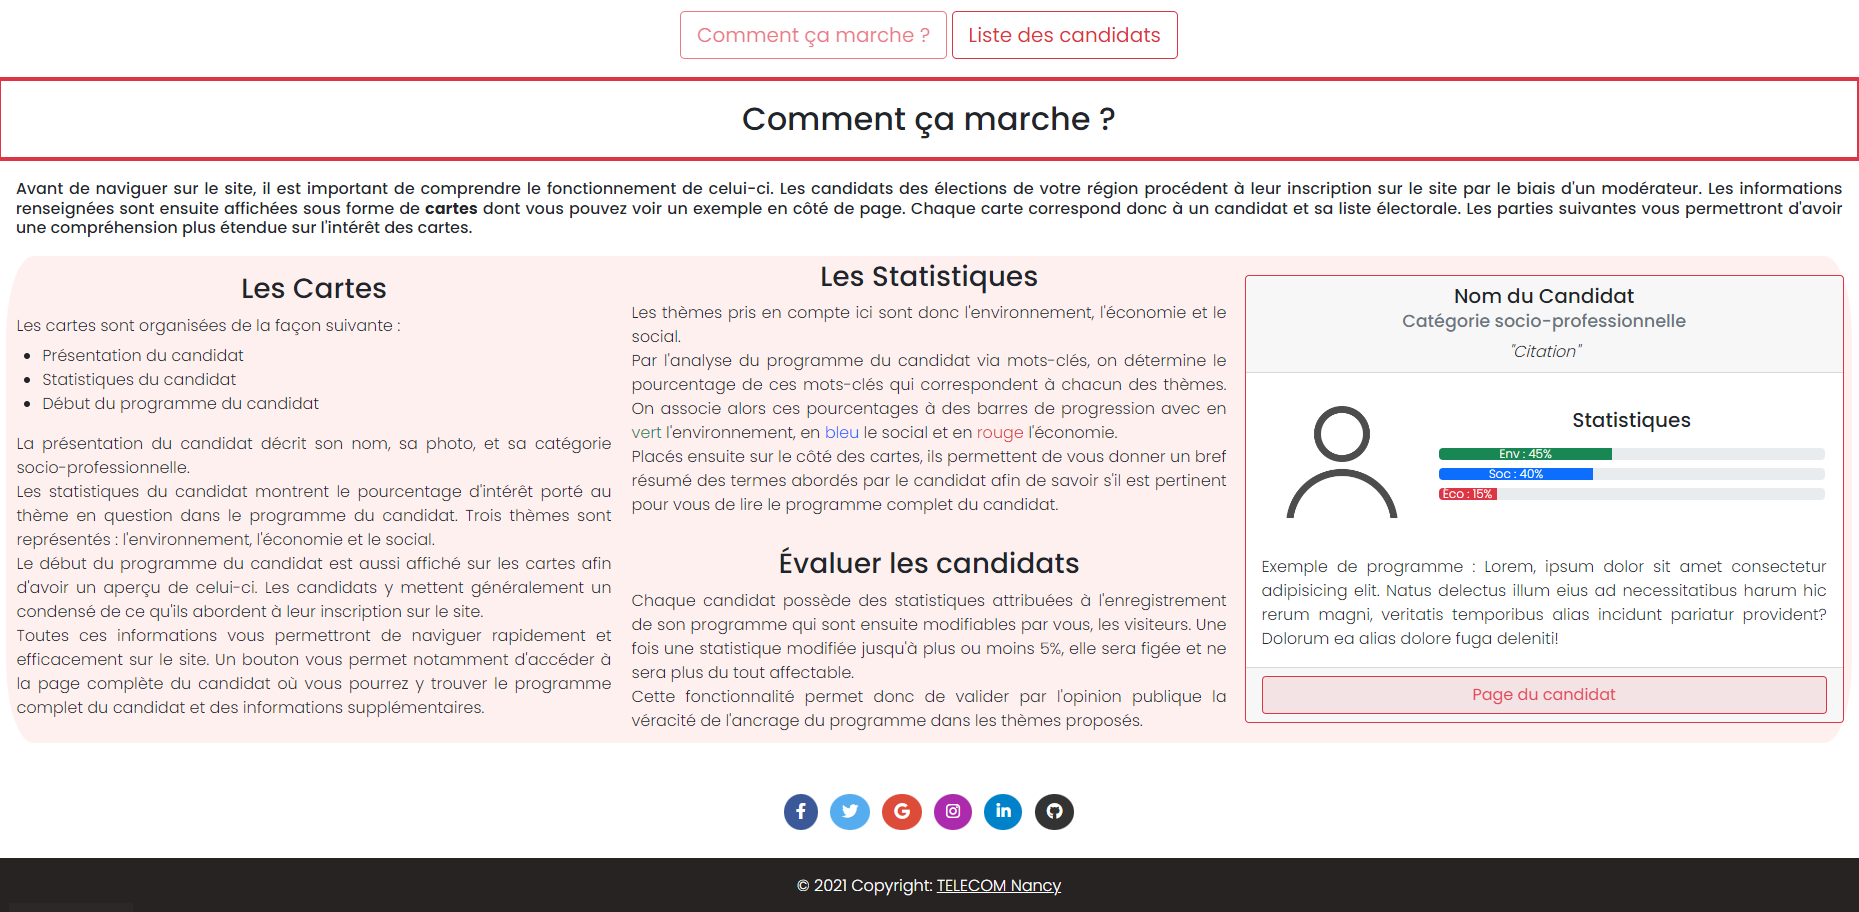 Comment ça marche ?
Liste des candidats
Comment ça marche ?
Avant de naviguer sur le site, il est important de comprendre le fonctionnement de celui-ci. Les candidats des élections de votre région procédent à leur inscription sur le site par le biais d'un modérateur. Les informations
renseignées sont ensuite affichées sous forme de cartes dont vous pouvez voir un exemple en côté de page. Chaque carte correspond donc à un candidat et sa liste électorale. Les parties suivantes vous permettront d'avoir
une compréhension plus étendue sur l'intérêt des cartes.
Les Cartes
Les cartes sont organisées de la façon suivante :
• Présentation du candidat
• Statistiques du candidat
• Début du programme du candidat
La présentation du candidat décrit son nom, sa photo, et sa catégorie
socio-professionnelle.
Les statistiques du candidat montrent le pourcentage d'intérêt porté au
thème en question dans le programme du candidat. Trois thèmes sont
représentés : l'environnement, l'économie et le social.
Le début du programme du candidat est aussi affiché sur les cartes afin
d'avoir un aperçu de celui-ci. Les candidats y mettent généralement un
condensé de ce qu'ils abordent à leur inscription sur le site.
Toutes ces informations vous permettront de naviguer rapidement et
efficacement sur le site. Un bouton vous permet notamment d'accéder à
la page complète du candidat où vous pourrez y trouver le programme
complet du candidat et des informations supplémentaires.
Les Statistiques
Les thèmes pris en compte ici sont donc l'environnement, l'économie et le
social.
Par l'analyse du programme du candidat via mots-clés, on détermine le
pourcentage de ces mots-clés qui correspondent à chacun des thèmes.
On associe alors ces pourcentages à des barres de progression avec en
vert l'environnement, en bleu le social et en rouge l'économie.
Placés ensuite sur le côté des cartes, ils permettent de vous donner un bref
résumé des termes abordés par le candidat afin de savoir s'il est pertinent
pour vous de lire le programme complet du candidat.
Évaluer les candidats
Chaque candidat possède des statistiques attribuées à l'enregistrement
de son programme qui sont ensuite modifiables par vous, les visiteurs. Une
fois une statistique modifiée jusqu'à plus ou moins 5%, elle sera figée et ne
sera plus du tout affectable.
Cette fonctionnalité permet donc de valider par l'opinion publique la
véracité de l'ancrage du programme dans les thèmes proposés.
Nom du Candidat
Catégorie socio-professionnelle
"Citation"
Statistiques
Env : 45%
Soc : 40%
Eco : 15%
Exemple de programme : Lorem, ipsum dolor sit amet consectetur
adipisicing elit. Natus delectus illum eius ad necessitatibus harum hic
rerum magni, veritatis temporibus alias incidunt pariatur provident?
Dolorum ea alias dolore fuga deleniti!
Page du candidat
© 2021 Copyright: TELECOM Nancy